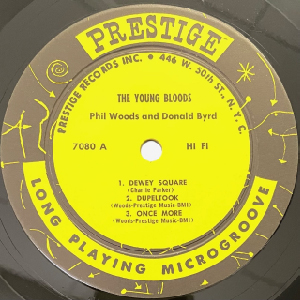 PRESTIGE
PRESTIGE RECORDS INC. • 446 W. 50th ST., N. Y. C.
THE YOUNG BLOODS
Phil Woods and Donald Byrd
7080 A
HI FI
1. DEWEY SQUARE
(Charlie Parker)
2. DUPELTOOK
(Woods-Prestige Music-BMI)
3. ONCE MORE
(Woods-Prestige Music-BMI)
LONG PLAYING MICROGROOVE